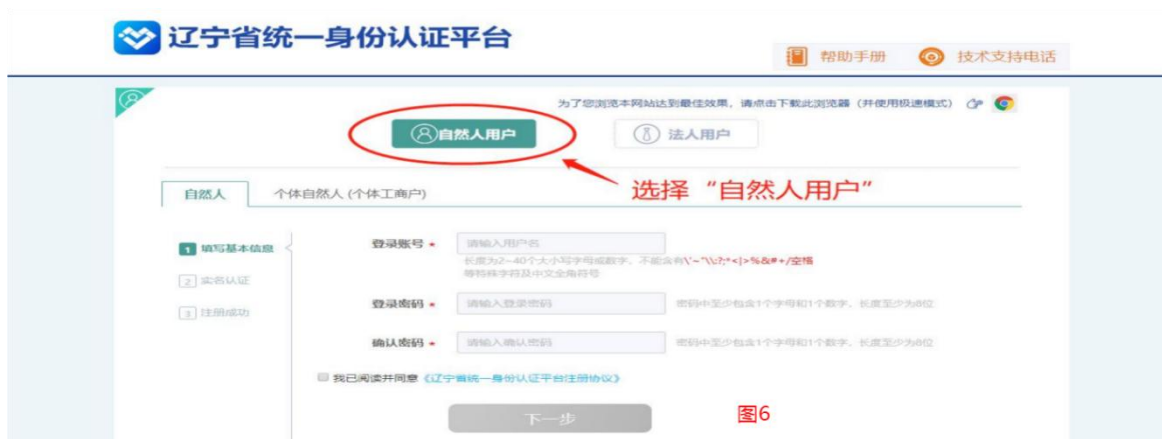 辽宁省统一身份认证平台
帮助手册 技术支持电话
为了您浏览本网站达到最佳效果，请点击下载此浏览器（并使用极速模式）
自然人用户 法人用户
选择“自然人用户”
自然人 个体自然人 (个体工商户)
1 填写基本信息
登录账号 * 请输入用户名
长度为2~40个大小写字母或数字，不能含有\'~"\\:?;*<|>%&#+/空格
等特殊字符及中文全角符号
2 实名认证
登录密码 * 请输入登录密码 密码中至少包含1个字母和1个数字，长度至少为8位
3 注册成功
确认密码 * 请输入确认密码 密码中至少包含1个字母和1个数字，长度至少为8位
我已阅读并同意《辽宁省统一身份认证平台注册协议》
下一步
图6